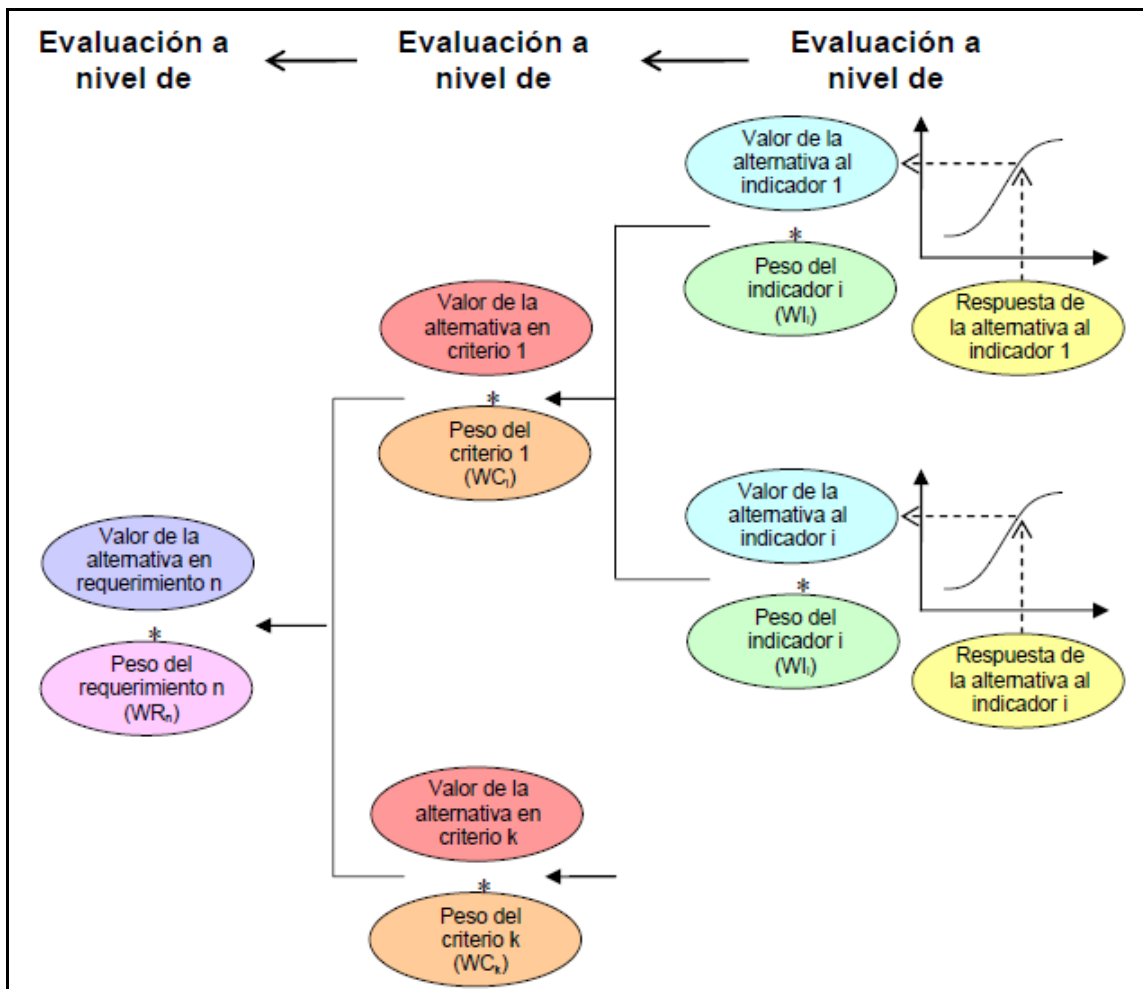 Evaluación a
nivel de
Evaluación a
nivel de
Evaluación a
nivel de
Valor de la
alternativa al
indicador 1
*
Peso del
indicador i
(WIᵢ)
Respuesta de
la alternativa al
indicador 1
Valor de la
alternativa en
criterio 1
*
Peso del
criterio 1
(WC₁)
Valor de la
alternativa al
indicador i
*
Peso del
indicador i
(WIᵢ)
Respuesta de
la alternativa al
indicador i
Valor de la
alternativa en
requerimiento n
*
Peso del
requerimiento n
(WRₙ)
Valor de la
alternativa en
criterio k
*
Peso del
criterio k
(WCₖ)